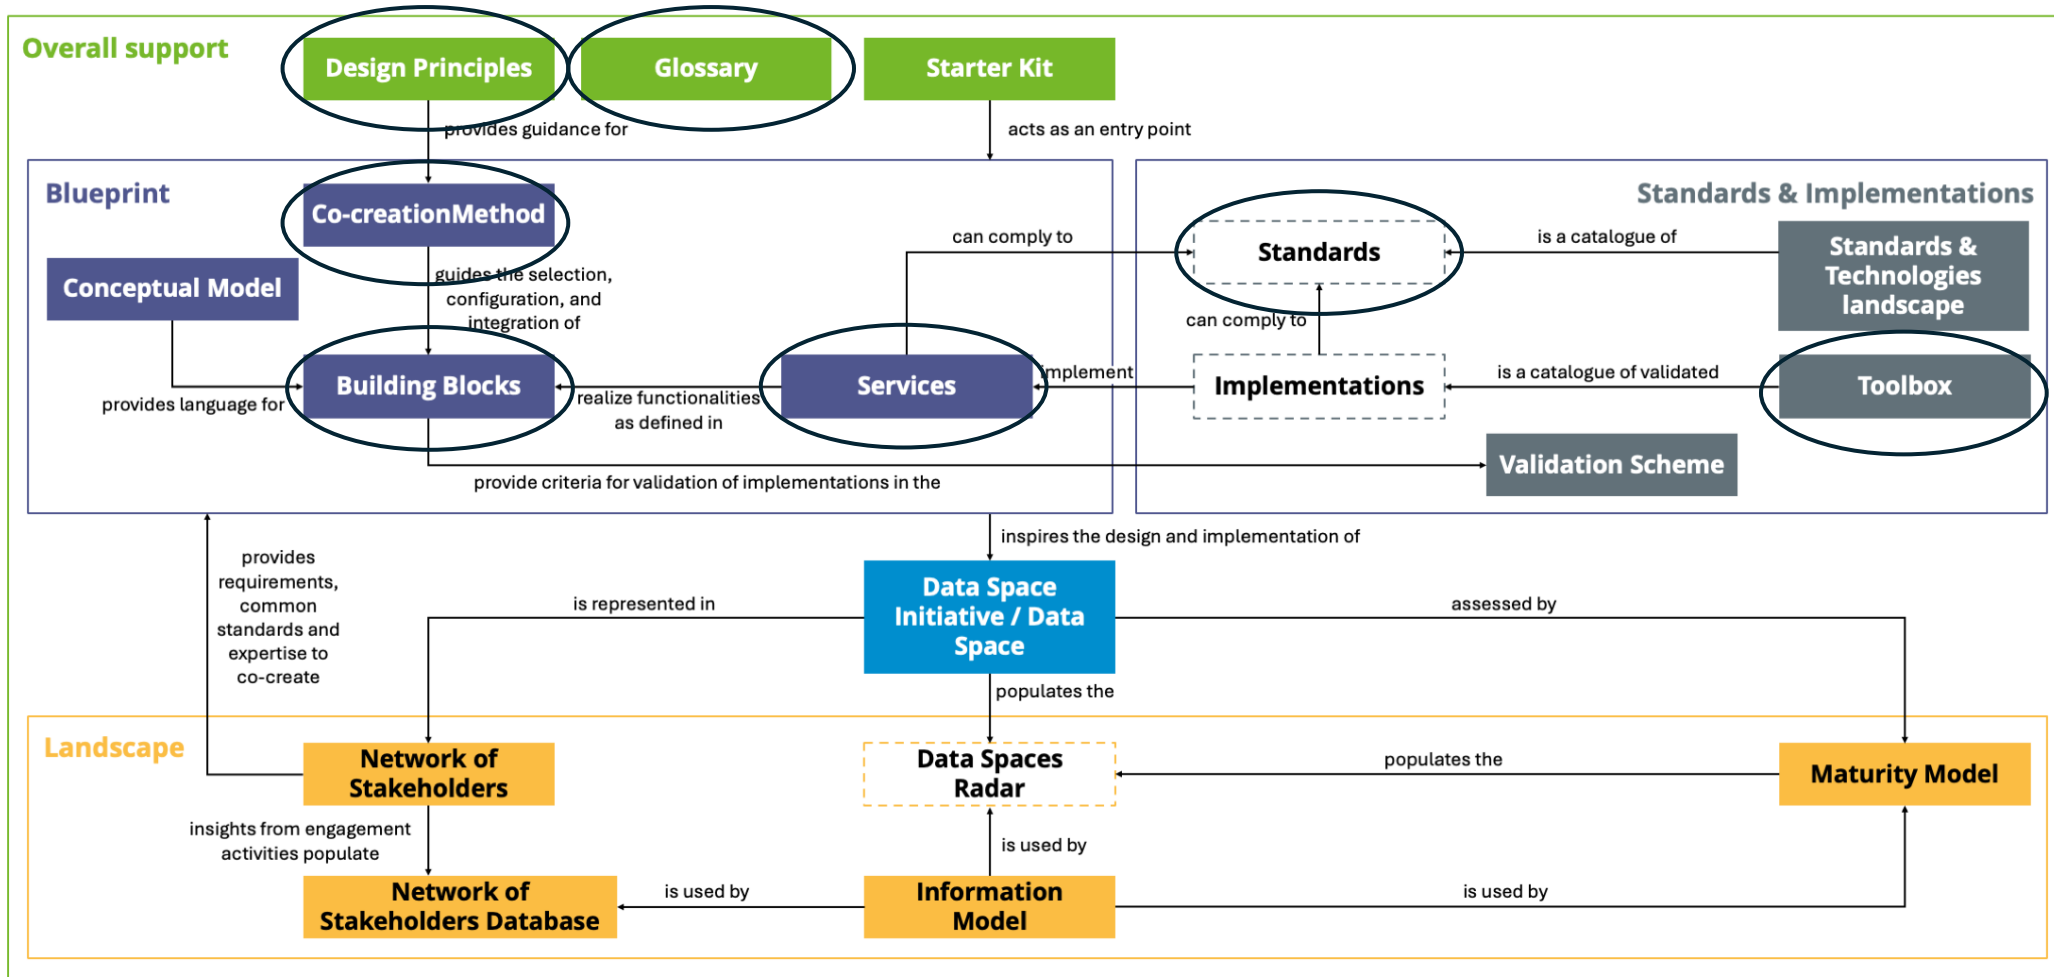 Overall support
Design Principles
Glossary
Starter Kit
provides guidance for
acts as an entry point
Blueprint
Co-creationMethod
guides the selection,
configuration, and
integration of
Conceptual Model
provides language for
Building Blocks
realize functionalities
as defined in
Services
can comply to
implement
provide criteria for validation of implementations in the
Standards & Implementations
Standards
is a catalogue of
Standards &
Technologies
landscape
can comply to
Implementations
is a catalogue of validated
Toolbox
Validation Scheme
provides
requirements,
common
standards and
expertise to
co-create
inspires the design and implementation of
Data Space
Initiative / Data
Space
is represented in
assessed by
populates the
Landscape
Network of
Stakeholders
Data Spaces
Radar
populates the
Maturity Model
insights from engagement
activities populate
is used by
Network of
Stakeholders Database
is used by
Information
Model
is used by